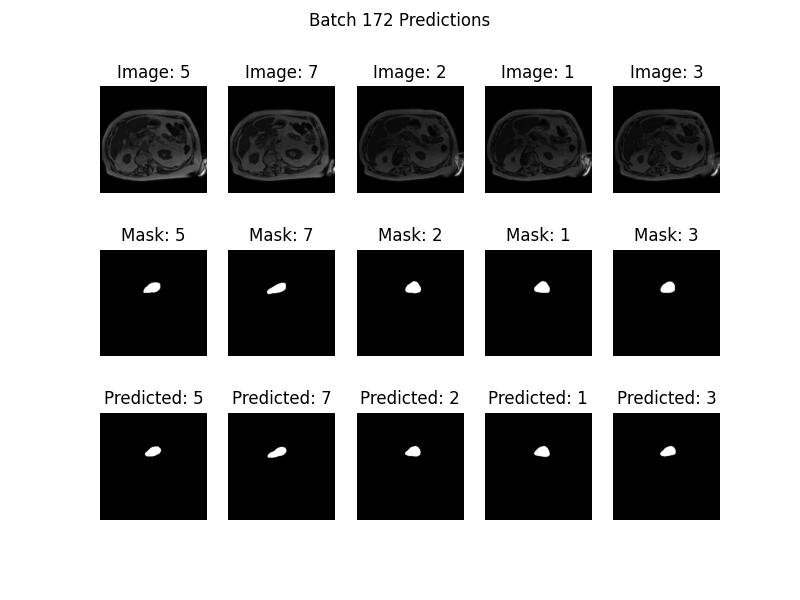 Batch 172 Predictions
Image: 5 Image: 7 Image: 2 Image: 1 Image: 3
Mask: 5 Mask: 7 Mask: 2 Mask: 1 Mask: 3
Predicted: 5 Predicted: 7 Predicted: 2 Predicted: 1 Predicted: 3